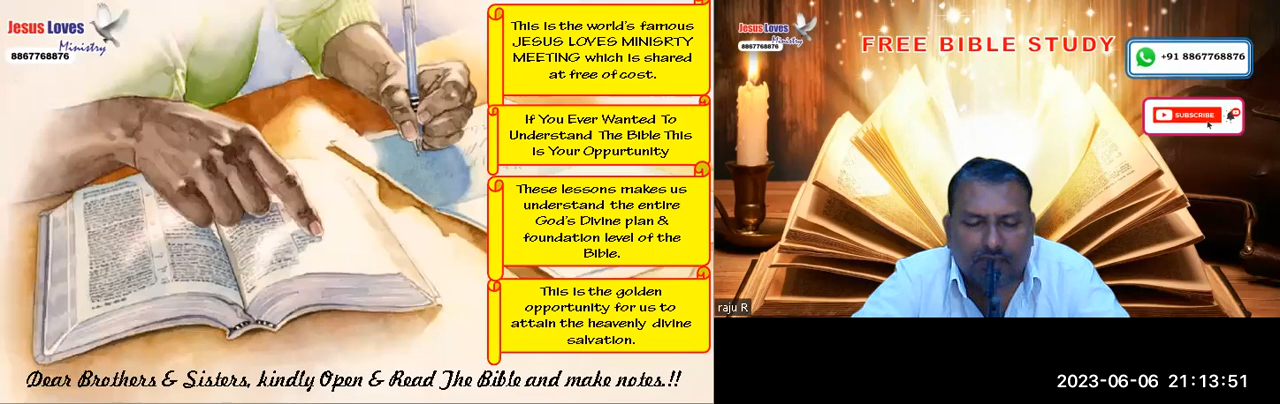 Jesus Loves
Ministry
8867768876
This is the world's famous
JESUS LOVES MINISRTY
MEETING which is shared
at free of cost.
If You Ever Wanted To
Understand The Bible This
is Your Oppurtunity
These lessons makes us
understand the entire
God's Divine plan &
foundation level of the
Bible.
This is the golden
opportunity for us to
attain the heavenly divine
salvation.
Dear Brothers & Sisters, kindly Open & Read The Bible and make notes.!!
Jesus Loves
Ministry
8867768876
FREE BIBLE STUDY
+91 8867768876
SUBSCRIBE
raju R
2023-06-06 21:13:51